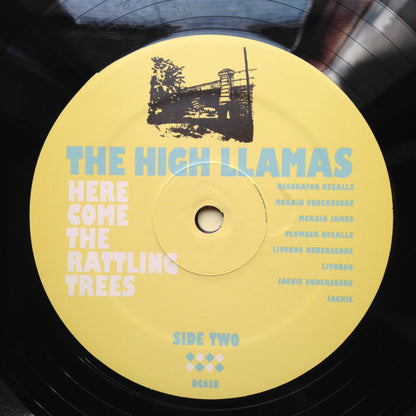 THE HIGH LLAMAS
HERE
COME
THE
RATTLING
TREES
DECORATOR RECALLS
MCKAIN UNDERSCORE
MCKAIN JAMES
PLUMBER RECALLS
LIVORNO UNDERSCORE
LIVORNO
JACKIE UNDERSCORE
JACKIE
SIDE TWO
DC638